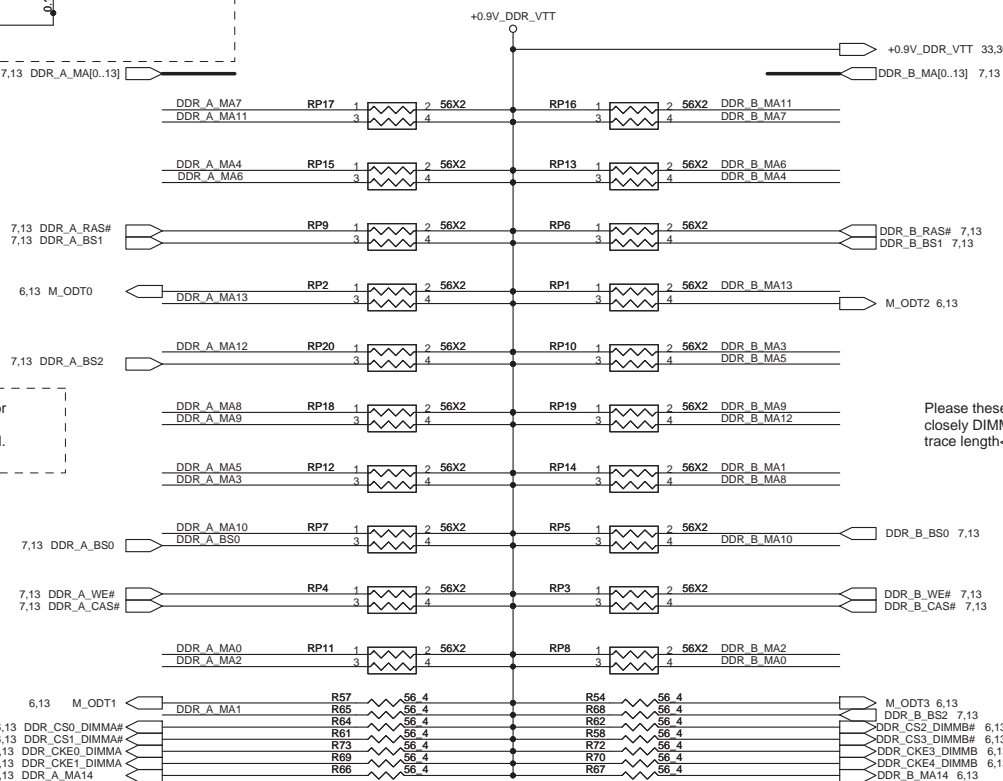 0.
+0.9V_DDR_VTT
+0.9V_DDR_VTT 33,3
7,13 DDR_A_MA[0..13] DDR_B_MA[0..13] 7,13
DDR_A_MA7 RP17 1 2 56X2 RP16 1 2 56X2 DDR_B_MA11
DDR_A_MA11 3 4 3 4 DDR_B_MA7
DDR_A_MA4 RP15 1 2 56X2 RP13 1 2 56X2 DDR_B_MA6
DDR_A_MA6 3 4 3 4 DDR_B_MA4
7,13 DDR_A_RAS# RP9 1 2 56X2 RP6 1 2 56X2 DDR_B_RAS# 7,13
7,13 DDR_A_BS1 3 4 3 4 DDR_B_BS1 7,13
6,13 M_ODT0 RP2 1 2 56X2 RP1 1 2 56X2 DDR_B_MA13
DDR_A_MA13 3 4 3 4 M_ODT2 6,13
DDR_A_MA12 RP20 1 2 56X2 RP10 1 2 56X2 DDR_B_MA3
7,13 DDR_A_BS2 3 4 3 4 DDR_B_MA5
or
l.
DDR_A_MA8 RP18 1 2 56X2 RP19 1 2 56X2 DDR_B_MA9
DDR_A_MA9 3 4 3 4 DDR_B_MA12
Please these
closely DIMM
trace length<
DDR_A_MA5 RP12 1 2 56X2 RP14 1 2 56X2 DDR_B_MA1
DDR_A_MA3 3 4 3 4 DDR_B_MA8
DDR_A_MA10 RP7 1 2 56X2 RP5 1 2 56X2 DDR_B_BS0 7,13
7,13 DDR_A_BS0 DDR_A_BS0 3 4 3 4 DDR_B_MA10
7,13 DDR_A_WE# RP4 1 2 56X2 RP3 1 2 56X2 DDR_B_WE# 7,13
7,13 DDR_A_CAS# 3 4 3 4 DDR_B_CAS# 7,13
DDR_A_MA0 RP11 1 2 56X2 RP8 1 2 56X2 DDR_B_MA2
DDR_A_MA2 3 4 3 4 DDR_B_MA0
6,13 M_ODT1 R57 56_4 R54 56_4 M_ODT3 6,13
DDR_A_MA1 R65 56_4 R68 56_4 DDR_B_BS2 7,13
6,13 DDR_CS0_DIMMA# R64 56_4 R62 56_4 DDR_CS2_DIMMB# 6,13
6,13 DDR_CS1_DIMMA# R61 56_4 R58 56_4 DDR_CS3_DIMMB# 6,13
,13 DDR_CKE0_DIMMA R73 56_4 R72 56_4 DDR_CKE3_DIMMB 6,13
,13 DDR_CKE1_DIMMA R69 56_4 R70 56_4 DDR_CKE4_DIMMB 6,13
,13 DDR_A_MA14 R66 56_4 R67 56_4 DDR_B_MA14 6,13